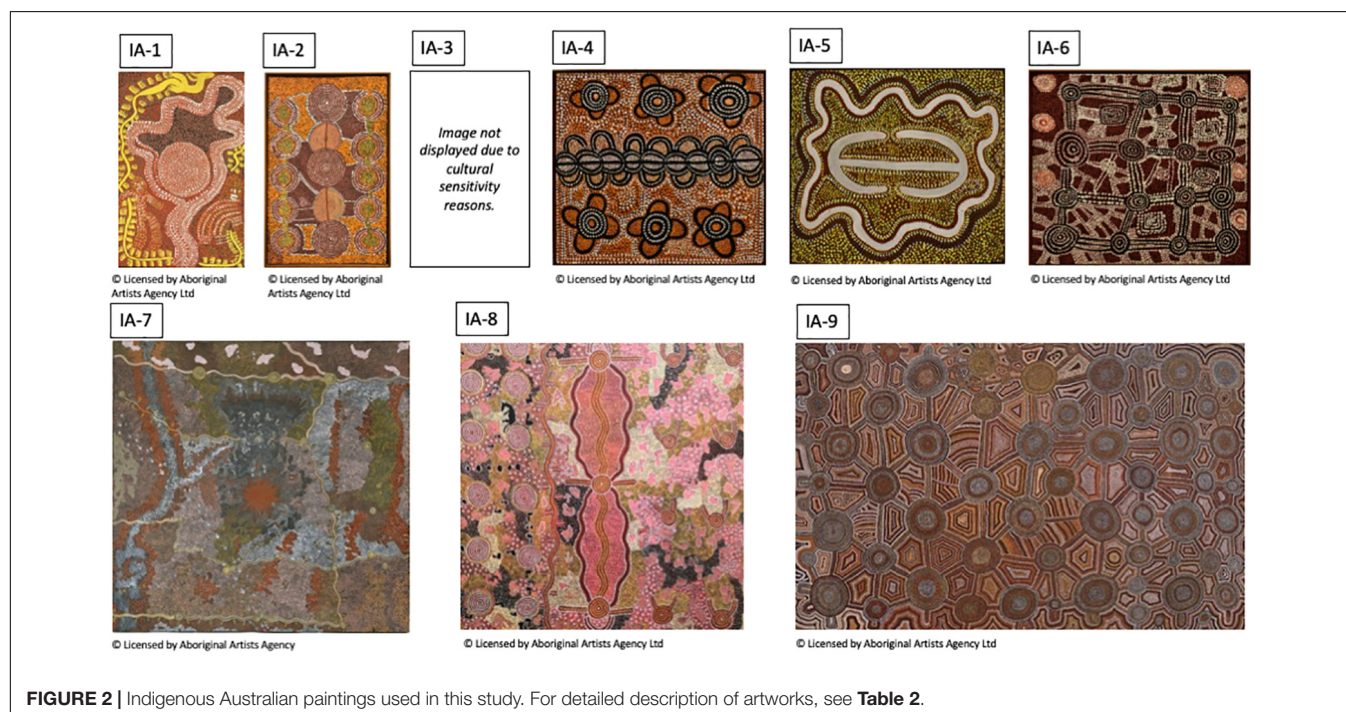 IA-1
IA-2
IA-3
IA-4
IA-5
IA-6
Image not
displayed due to
cultural
sensitivity
reasons.
© Licensed by Aboriginal
Artists Agency Ltd
© Licensed by Aboriginal
Artists Agency Ltd
© Licensed by Aboriginal Artists Agency Ltd
© Licensed by Aboriginal Artists Agency Ltd
© Licensed by Aboriginal Artists Agency Ltd
IA-7
IA-8
IA-9
© Licensed by Aboriginal Artists Agency
© Licensed by Aboriginal Artists Agency Ltd
© Licensed by Aboriginal Artists Agency Ltd
FIGURE 2 | Indigenous Australian paintings used in this study. For detailed description of artworks, see Table 2.